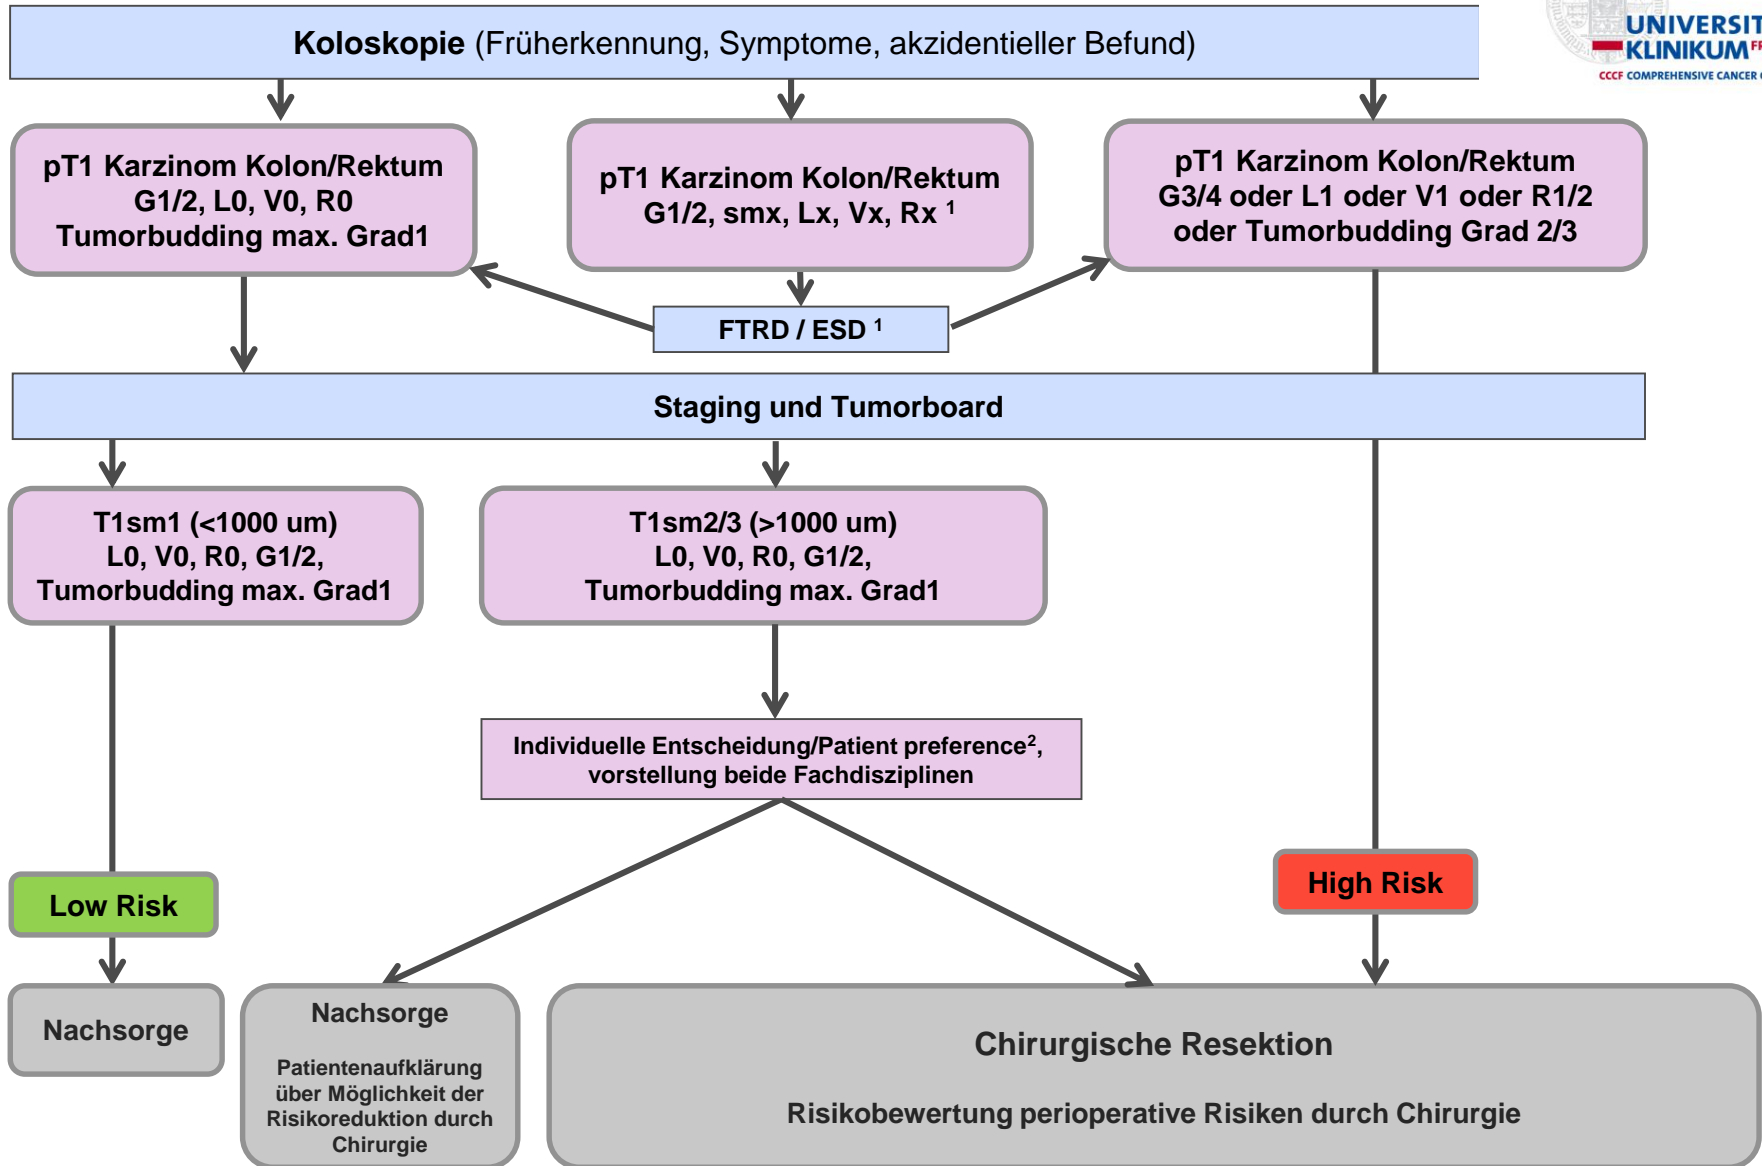 Koloskopie (Früherkennung, Symptome, akzidentieller Befund)
UNIVERSIT
KLINIKUM FR
CCCF COMPREHENSIVE CANCER
pT1 Karzinom Kolon/Rektum
G1/2, L0, V0, R0
Tumorbudding max. Grad1
pT1 Karzinom Kolon/Rektum
G1/2, smx, Lx, Vx, Rx ¹
pT1 Karzinom Kolon/Rektum
G3/4 oder L1 oder V1 oder R1/2
oder Tumorbudding Grad 2/3
FTRD / ESD ¹
Staging und Tumorboard
T1sm1 (<1000 um)
L0, V0, R0, G1/2,
Tumorbudding max. Grad1
T1sm2/3 (>1000 um)
L0, V0, R0, G1/2,
Tumorbudding max. Grad1
Individuelle Entscheidung/Patient preference²,
vorstellung beide Fachdisziplinen
Low Risk
High Risk
Nachsorge
Nachsorge
Patientenaufklärung
über Möglichkeit der
Risikoreduktion durch
Chirurgie
Chirurgische Resektion
Risikobewertung perioperative Risiken durch Chirurgie